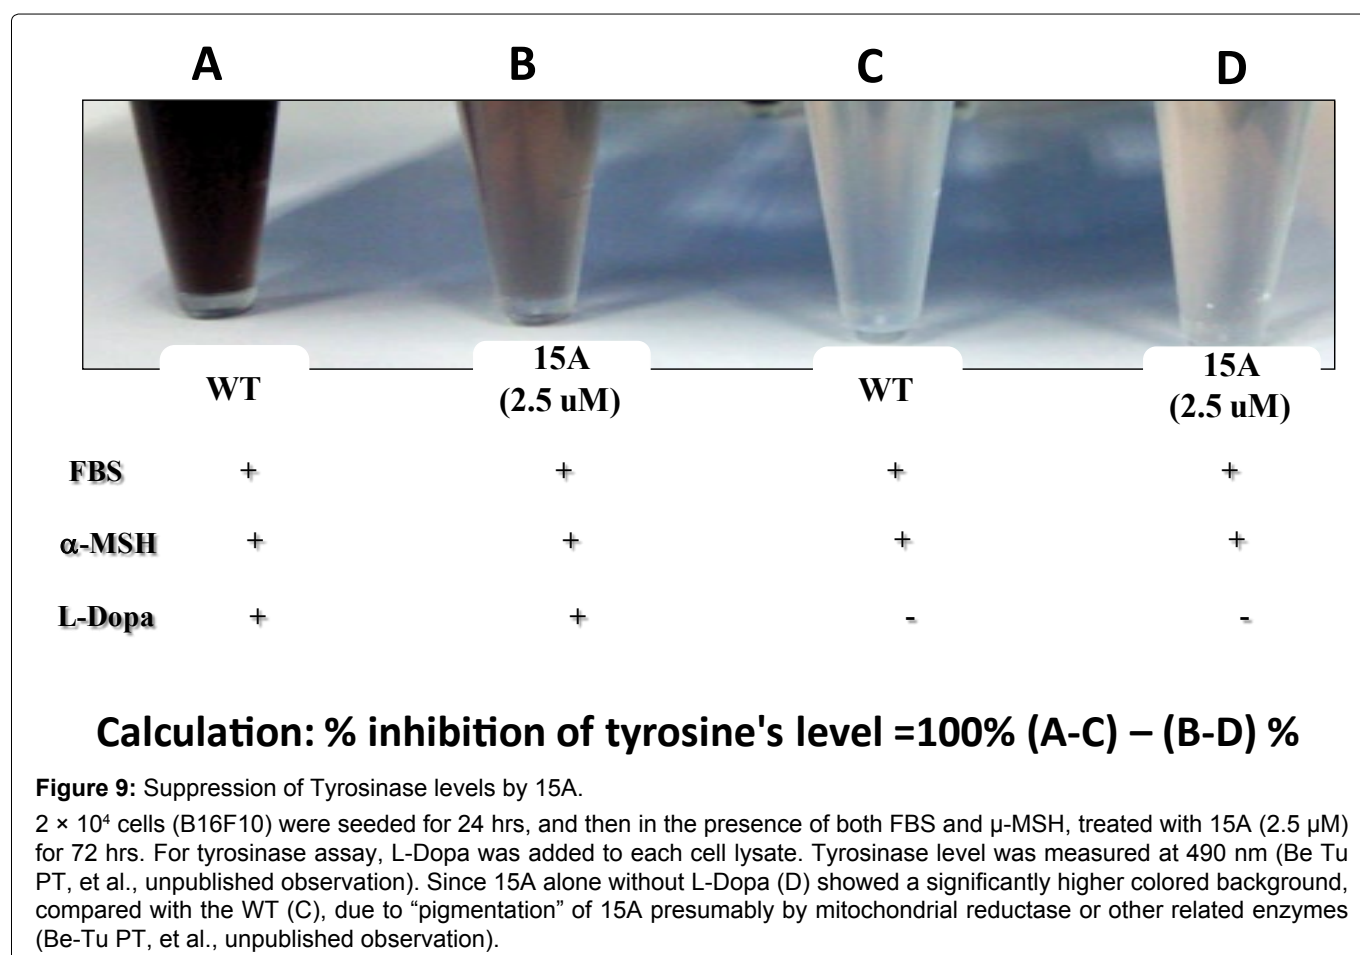 A B C D
WT 15A (2.5 uM) WT 15A (2.5 uM)
FBS + + + +
α-MSH + + + +
L-Dopa + + - -
Calculation: % inhibition of tyrosine's level =100% (A-C) – (B-D) %
Figure 9: Suppression of Tyrosinase levels by 15A.
2 × 10⁴ cells (B16F10) were seeded for 24 hrs, and then in the presence of both FBS and μ-MSH, treated with 15A (2.5 μM)
for 72 hrs. For tyrosinase assay, L-Dopa was added to each cell lysate. Tyrosinase level was measured at 490 nm (Be Tu
PT, et al., unpublished observation). Since 15A alone without L-Dopa (D) showed a significantly higher colored background,
compared with the WT (C), due to “pigmentation” of 15A presumably by mitochondrial reductase or other related enzymes
(Be-Tu PT, et al., unpublished observation).